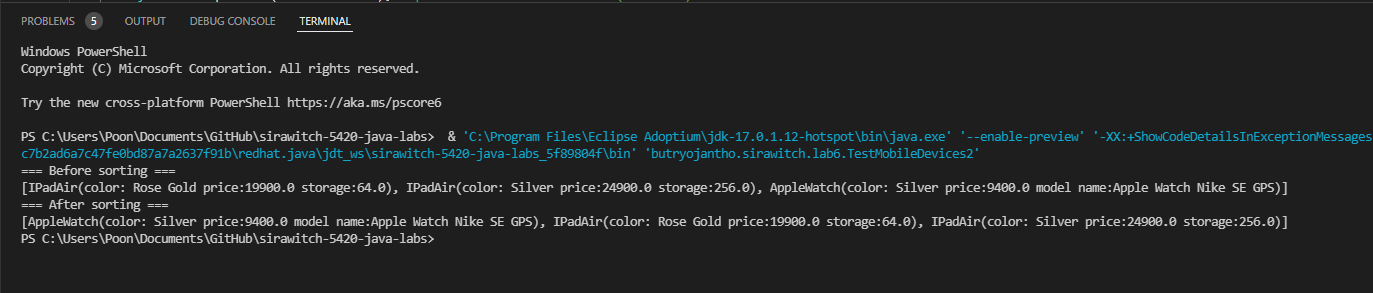 PROBLEMS 5 OUTPUT DEBUG CONSOLE TERMINAL
Windows PowerShell
Copyright (C) Microsoft Corporation. All rights reserved.
Try the new cross-platform PowerShell https://aka.ms/pscore6
PS C:\Users\Poon\Documents\GitHub\sirawitch-5420-java-labs>  & 'C:\Program Files\Eclipse Adoptium\jdk-17.0.1.12-hotspot\bin\java.exe' '--enable-preview' '-XX:+ShowCodeDetailsInExceptionMessages
c7b2ad6a7c47fe0bd87a7a2637f91b\redhat.java\jdt_ws\sirawitch-5420-java-labs_5f89804f\bin' 'butryojantho.sirawitch.lab6.TestMobileDevices2'
=== Before sorting ===
[IPadAir(color: Rose Gold price:19900.0 storage:64.0), IPadAir(color: Silver price:24900.0 storage:256.0), AppleWatch(color: Silver price:9400.0 model name:Apple Watch Nike SE GPS)]
=== After sorting ===
[AppleWatch(color: Silver price:9400.0 model name:Apple Watch Nike SE GPS), IPadAir(color: Rose Gold price:19900.0 storage:64.0), IPadAir(color: Silver price:24900.0 storage:256.0)]
PS C:\Users\Poon\Documents\GitHub\sirawitch-5420-java-labs>